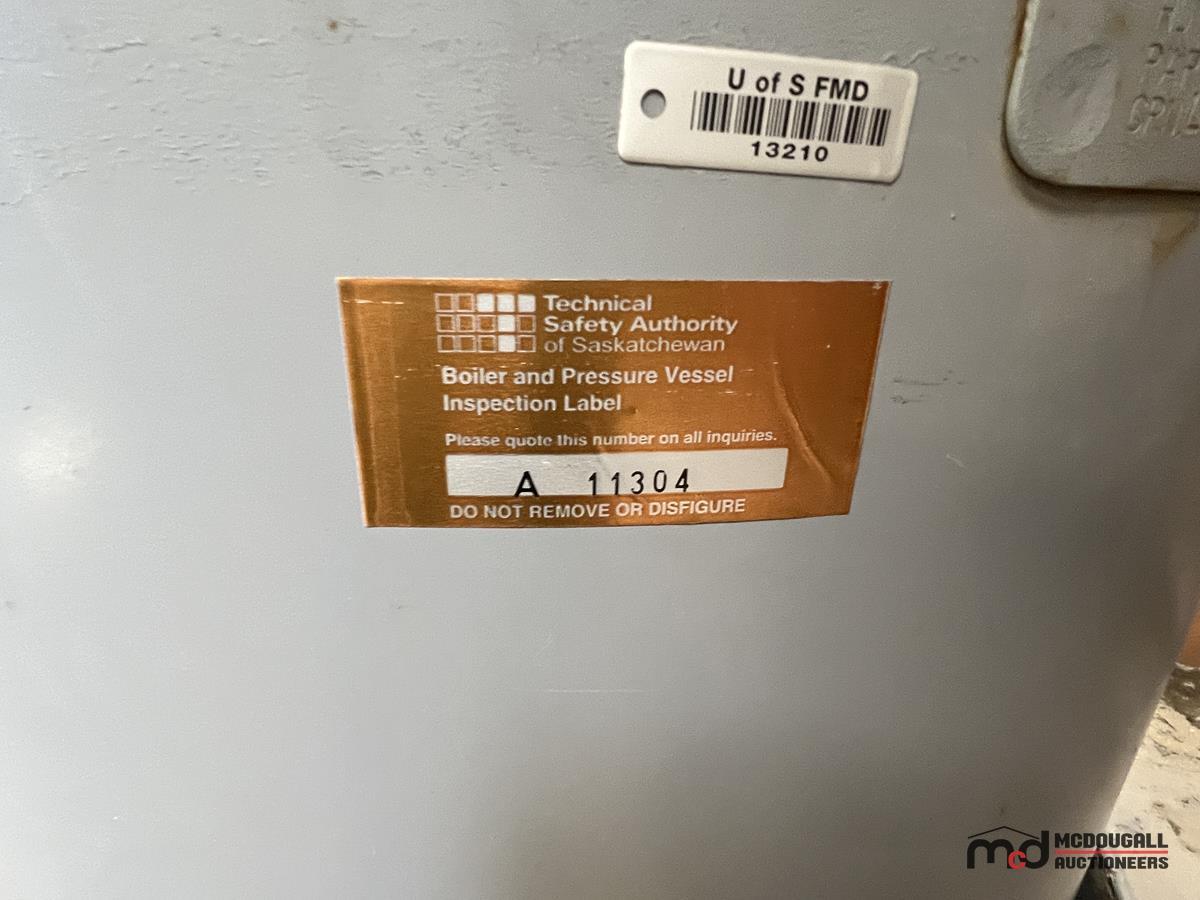 U of S FMD
13210
Technical
Safety Authority
of Saskatchewan
Boiler and Pressure Vessel
Inspection Label
Please quote this number on all inquiries.
A 11304
DO NOT REMOVE OR DISFIGURE
mcd MCDOUGALL
AUCTIONEERS